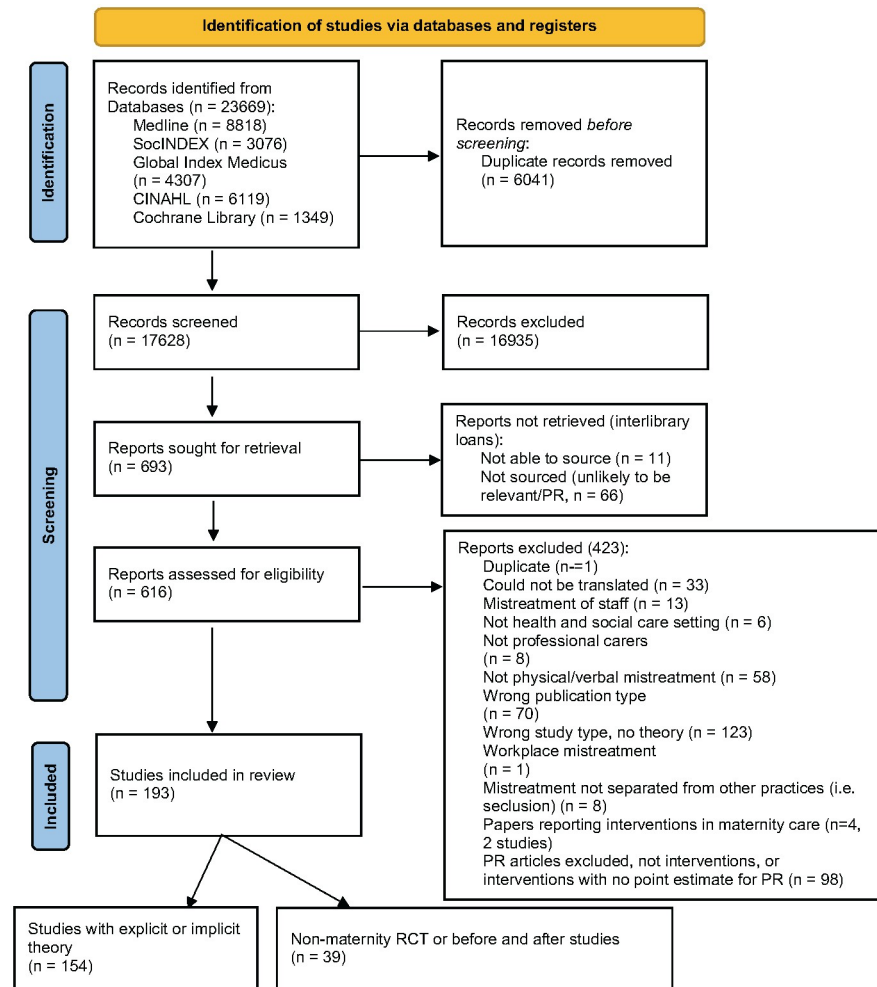 Identification of studies via databases and registers
Identification
Records identified from
Databases (n = 23669):
Medline (n = 8818)
SocINDEX (n = 3076)
Global Index Medicus
(n = 4307)
CINAHL (n = 6119)
Cochrane Library (n = 1349)
Records removed before
screening:
Duplicate records removed
(n = 6041)
Screening
Records screened
(n = 17628)
Records excluded
(n = 16935)
Reports sought for retrieval
(n = 693)
Reports not retrieved (interlibrary
loans):
Not able to source (n = 11)
Not sourced (unlikely to be
relevant/PR, n = 66)
Reports assessed for eligibility
(n = 616)
Reports excluded (423):
Duplicate (n-=1)
Could not be translated (n = 33)
Mistreatment of staff (n = 13)
Not health and social care setting (n = 6)
Not professional carers
(n = 8)
Not physical/verbal mistreatment (n = 58)
Wrong publication type
(n = 70)
Wrong study type, no theory (n = 123)
Workplace mistreatment
(n = 1)
Mistreatment not separated from other practices (i.e.
seclusion) (n = 8)
Papers reporting interventions in maternity care (n=4,
2 studies)
PR articles excluded, not interventions, or
interventions with no point estimate for PR (n = 98)
Included
Studies included in review
(n = 193)
Studies with explicit or implicit
theory
(n = 154)
Non-maternity RCT or before and after studies
(n = 39)